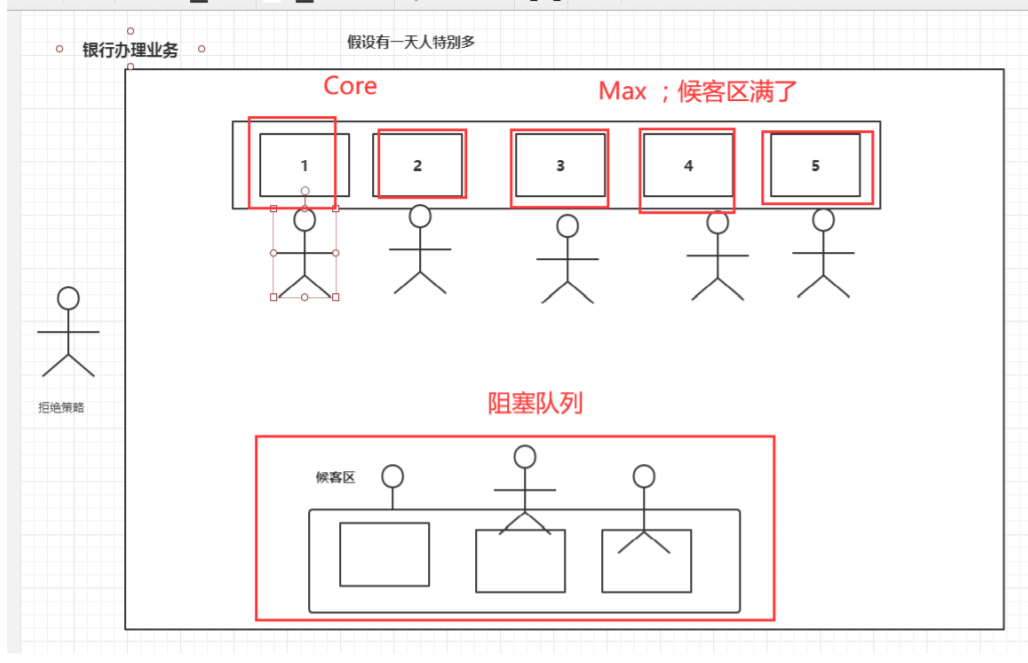 假设有一天人特别多
银行办理业务
Core
Max ；候客区满了
1
2
3
4
5
拒绝策略
阻塞队列
候客区